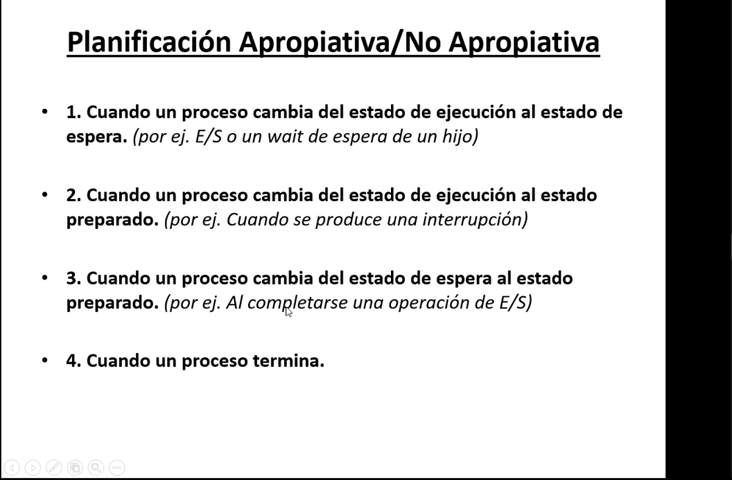 Planificación Apropiativa/No Apropiativa
• 1. Cuando un proceso cambia del estado de ejecución al estado de
espera. (por ej. E/S o un wait de espera de un hijo)
• 2. Cuando un proceso cambia del estado de ejecución al estado
preparado. (por ej. Cuando se produce una interrupción)
• 3. Cuando un proceso cambia del estado de espera al estado
preparado. (por ej. Al completarse una operación de E/S)
• 4. Cuando un proceso termina.